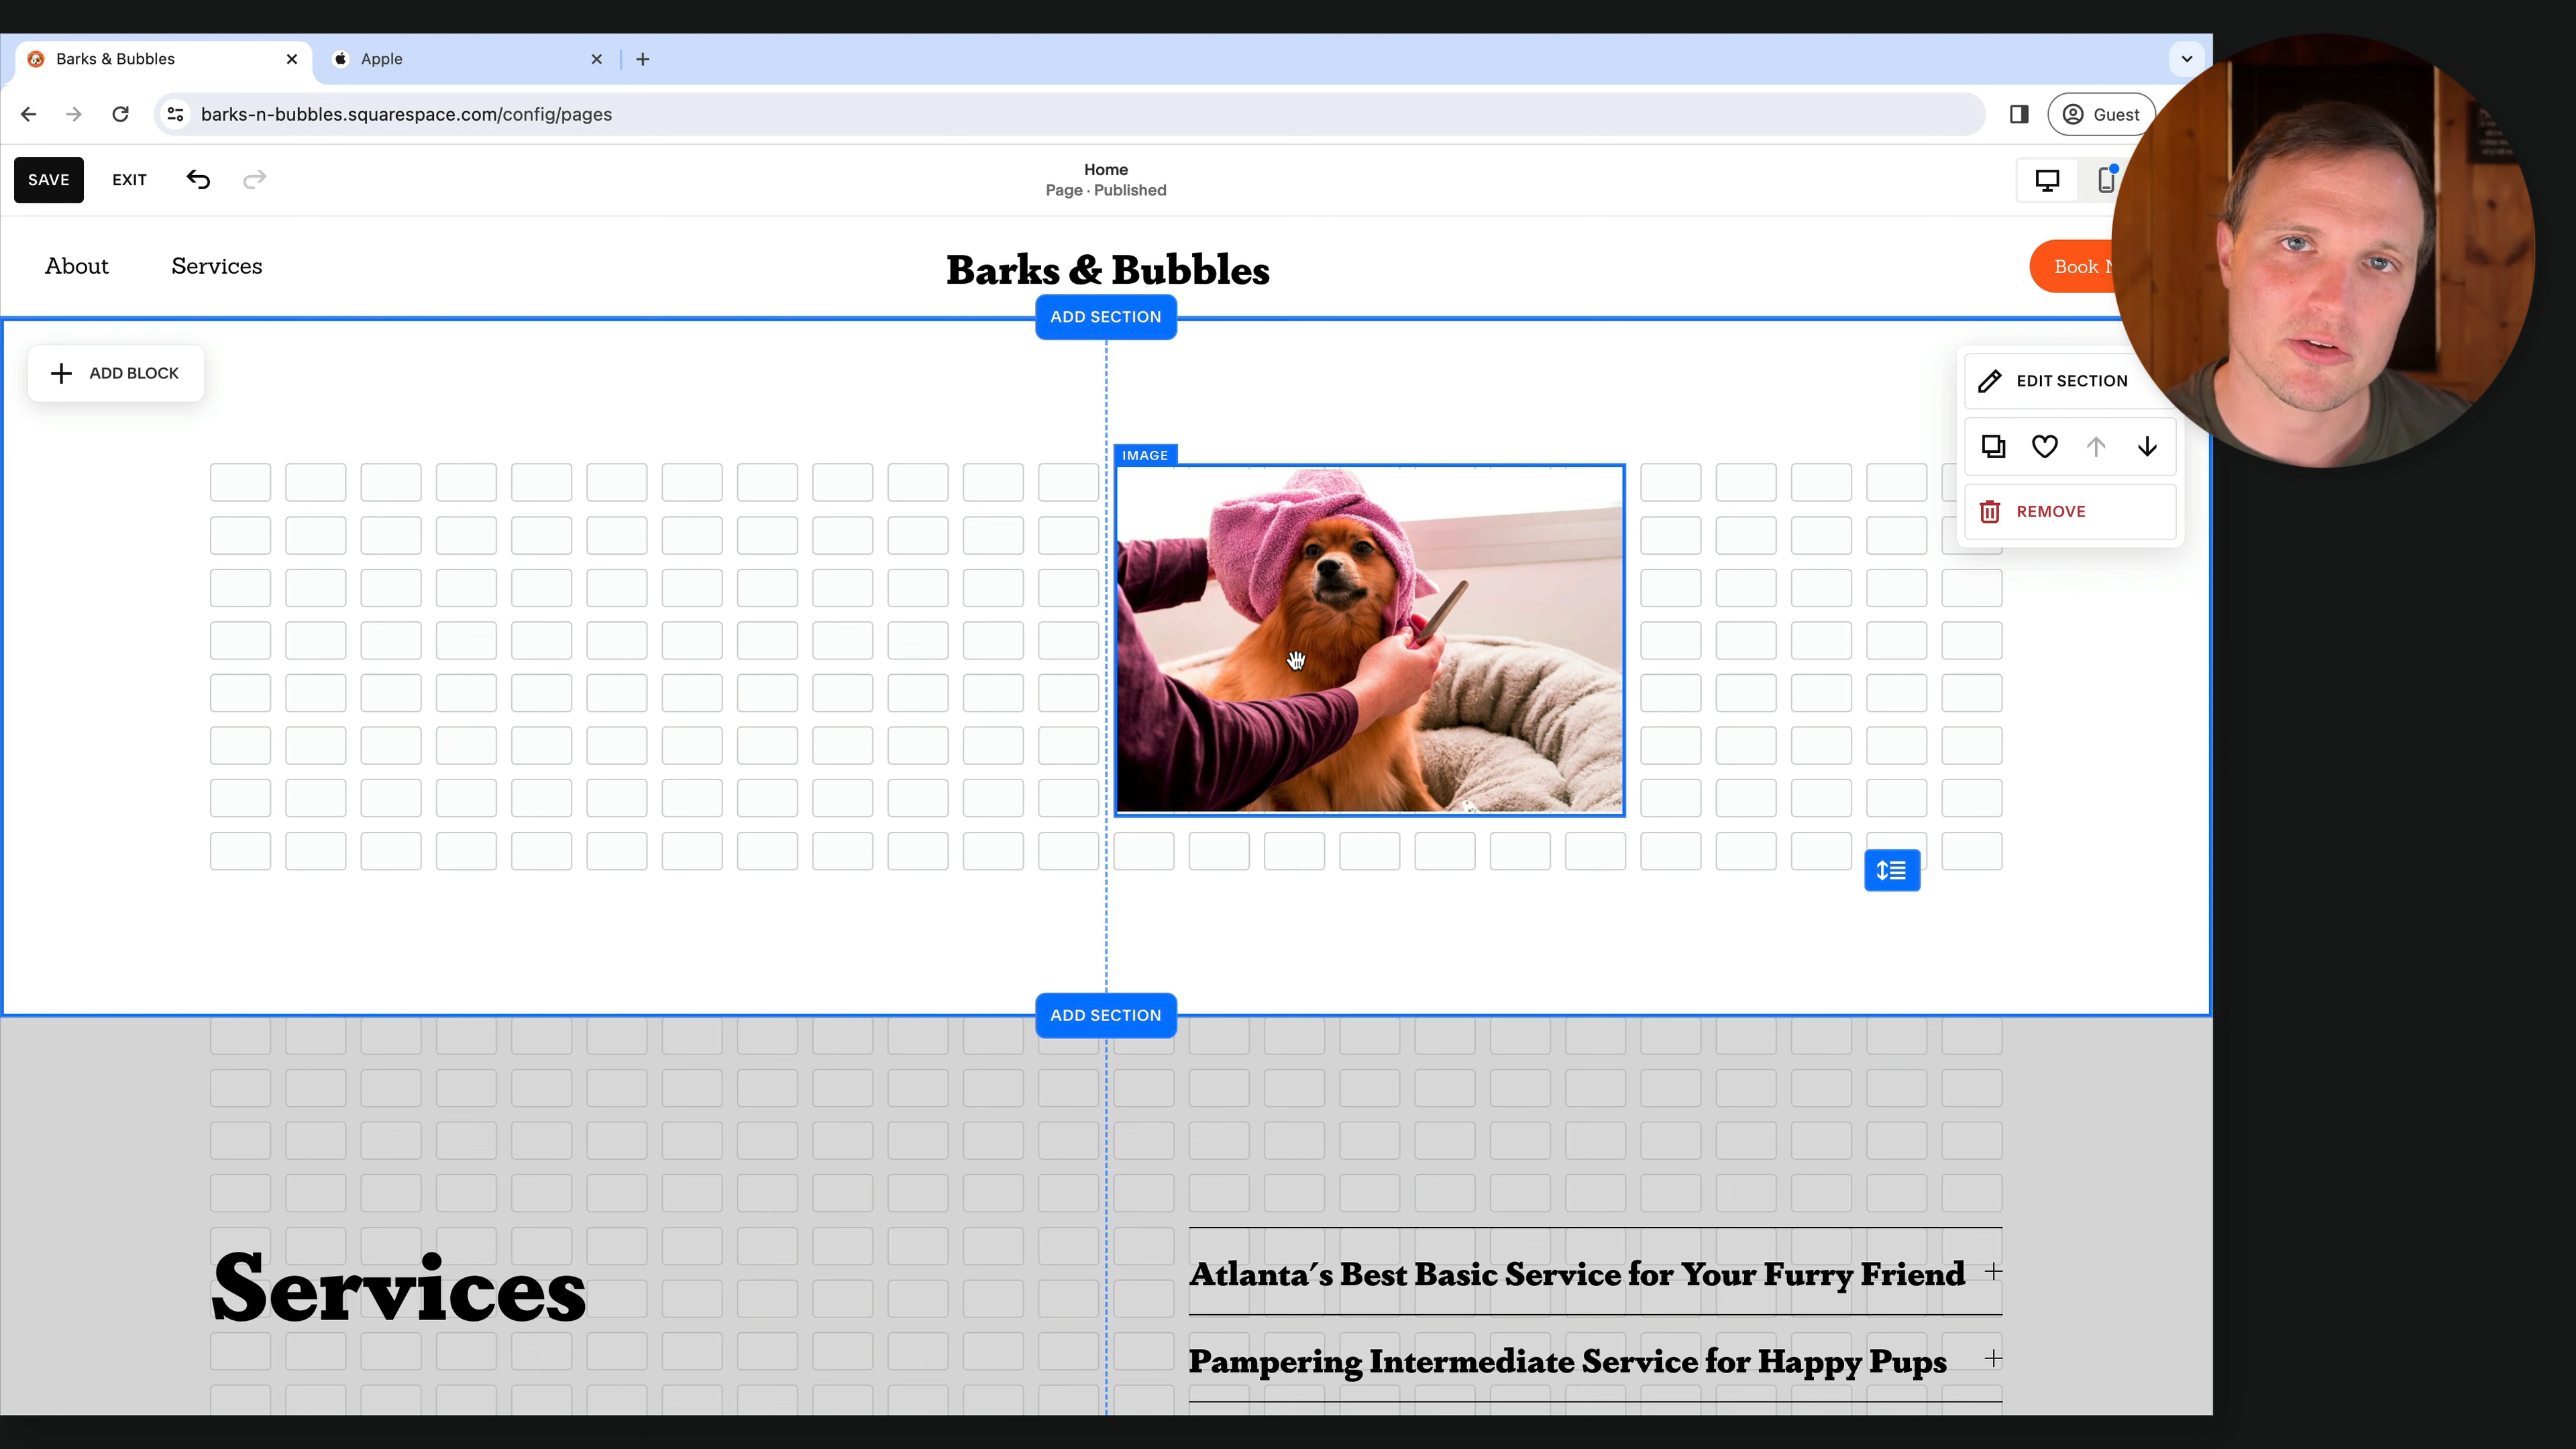 Barks & Bubbles
Apple
barks-n-bubbles.squarespace.com/config/pages
Guest
SAVE
EXIT
Home
Page · Published
About
Services
Barks & Bubbles
Book
ADD SECTION
ADD BLOCK
EDIT SECTION
IMAGE
REMOVE
ADD SECTION
Services
Atlanta's Best Basic Service for Your Furry Friend
Pampering Intermediate Service for Happy Pups